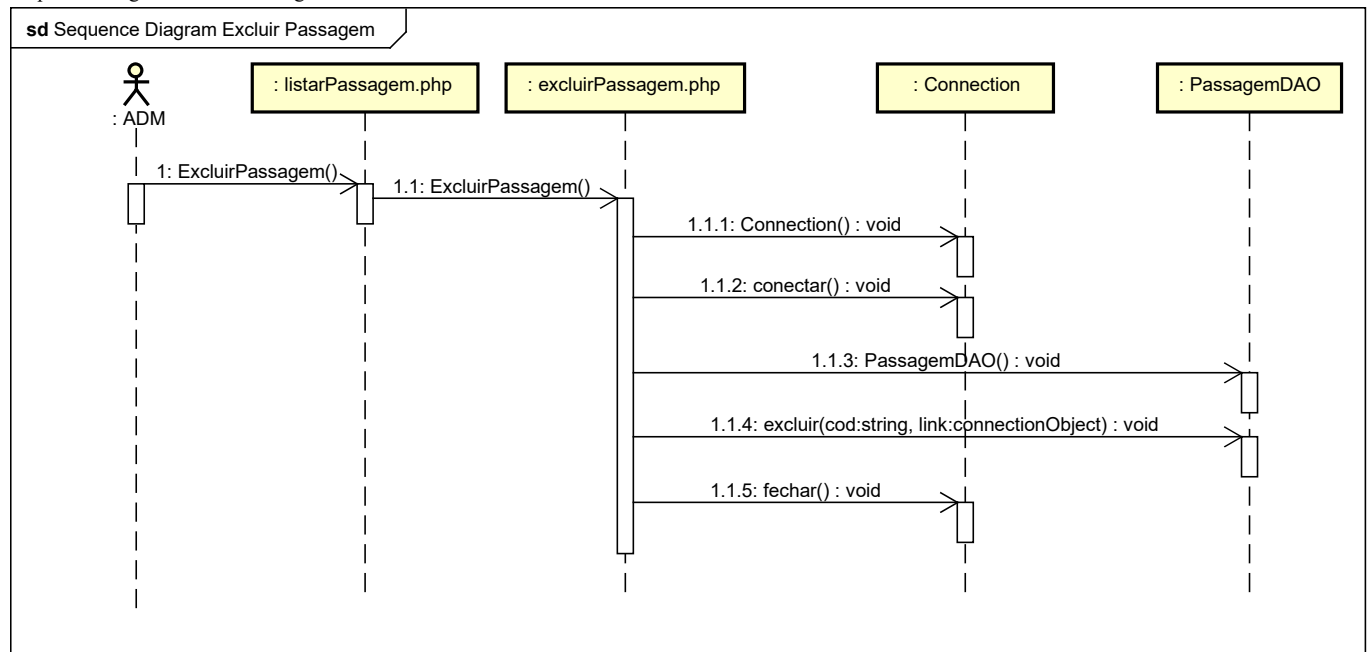 sd Sequence Diagram Excluir Passagem
: ADM
: listarPassagem.php
: excluirPassagem.php
: Connection
: PassagemDAO
1: ExcluirPassagem()
1.1: ExcluirPassagem()
1.1.1: Connection() : void
1.1.2: conectar() : void
1.1.3: PassagemDAO() : void
1.1.4: excluir(cod:string, link:connectionObject) : void
1.1.5: fechar() : void